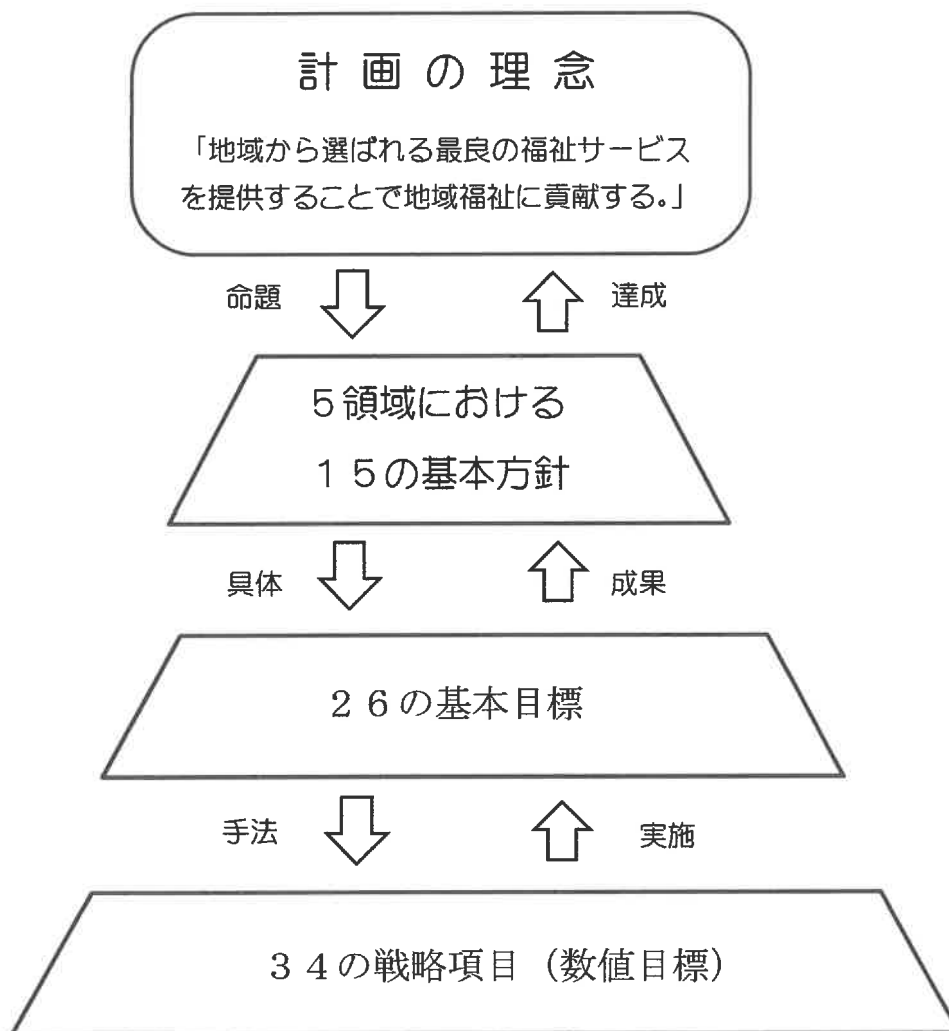 計画の理念
「地域から選ばれる最良の福祉サービス
を提供することで地域福祉に貢献する。」
命題
達成
5領域における
15の基本方針
具体
成果
26の基本目標
手法
実施
34の戦略項目（数値目標）